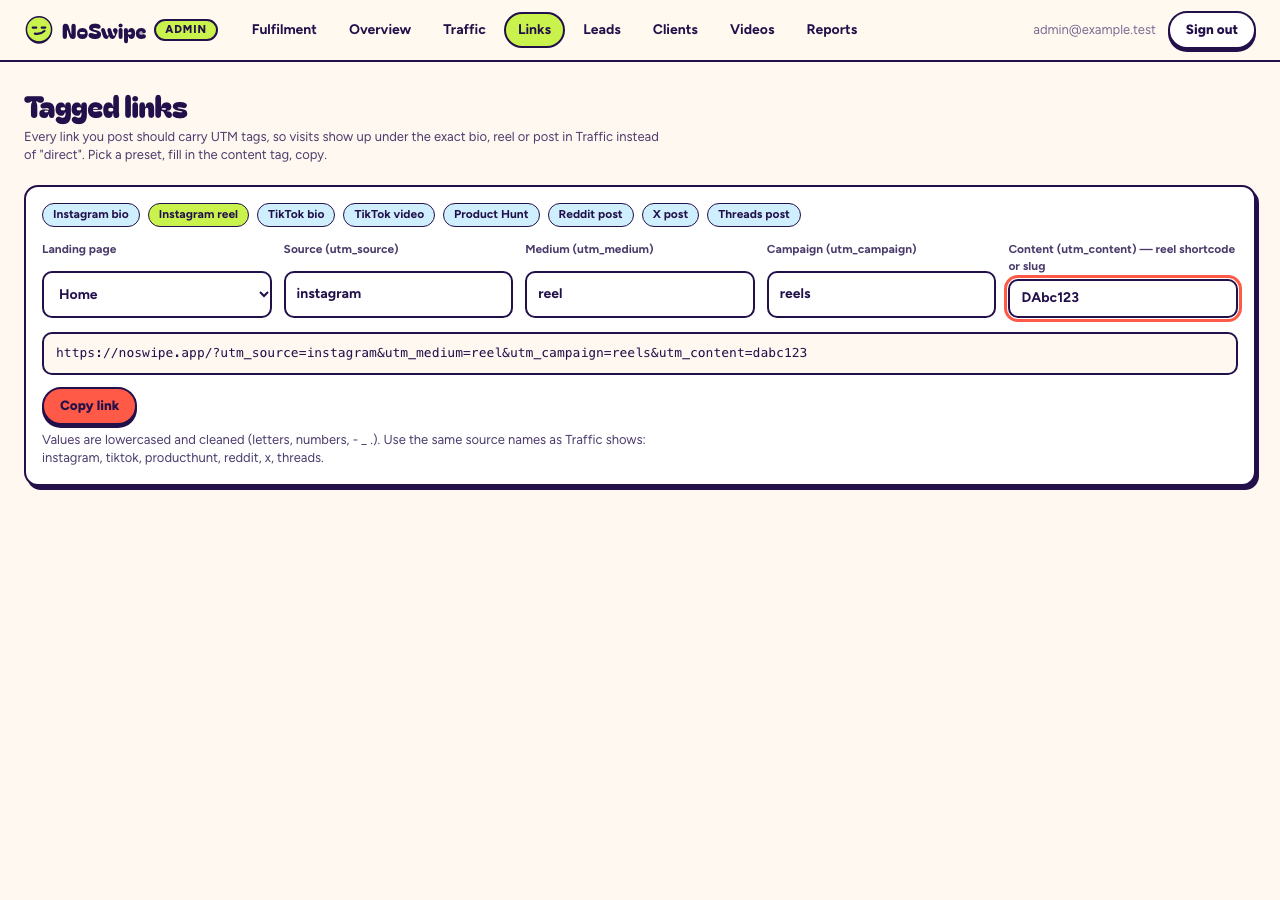 NoSwipe ADMIN Fulfilment Overview Traffic Links Leads Clients Videos Reports admin@example.test Sign out
Tagged links
Every link you post should carry UTM tags, so visits show up under the exact bio, reel or post in Traffic instead
of "direct". Pick a preset, fill in the content tag, copy.
Instagram bio Instagram reel TikTok bio TikTok video Product Hunt Reddit post X post Threads post
Landing page
Home
Source (utm_source)
instagram
Medium (utm_medium)
reel
Campaign (utm_campaign)
reels
Content (utm_content) — reel shortcode
or slug
DAbc123
https://noswipe.app/?utm_source=instagram&utm_medium=reel&utm_campaign=reels&utm_content=dabc123
Copy link
Values are lowercased and cleaned (letters, numbers, - _ .). Use the same source names as Traffic shows:
instagram, tiktok, producthunt, reddit, x, threads.